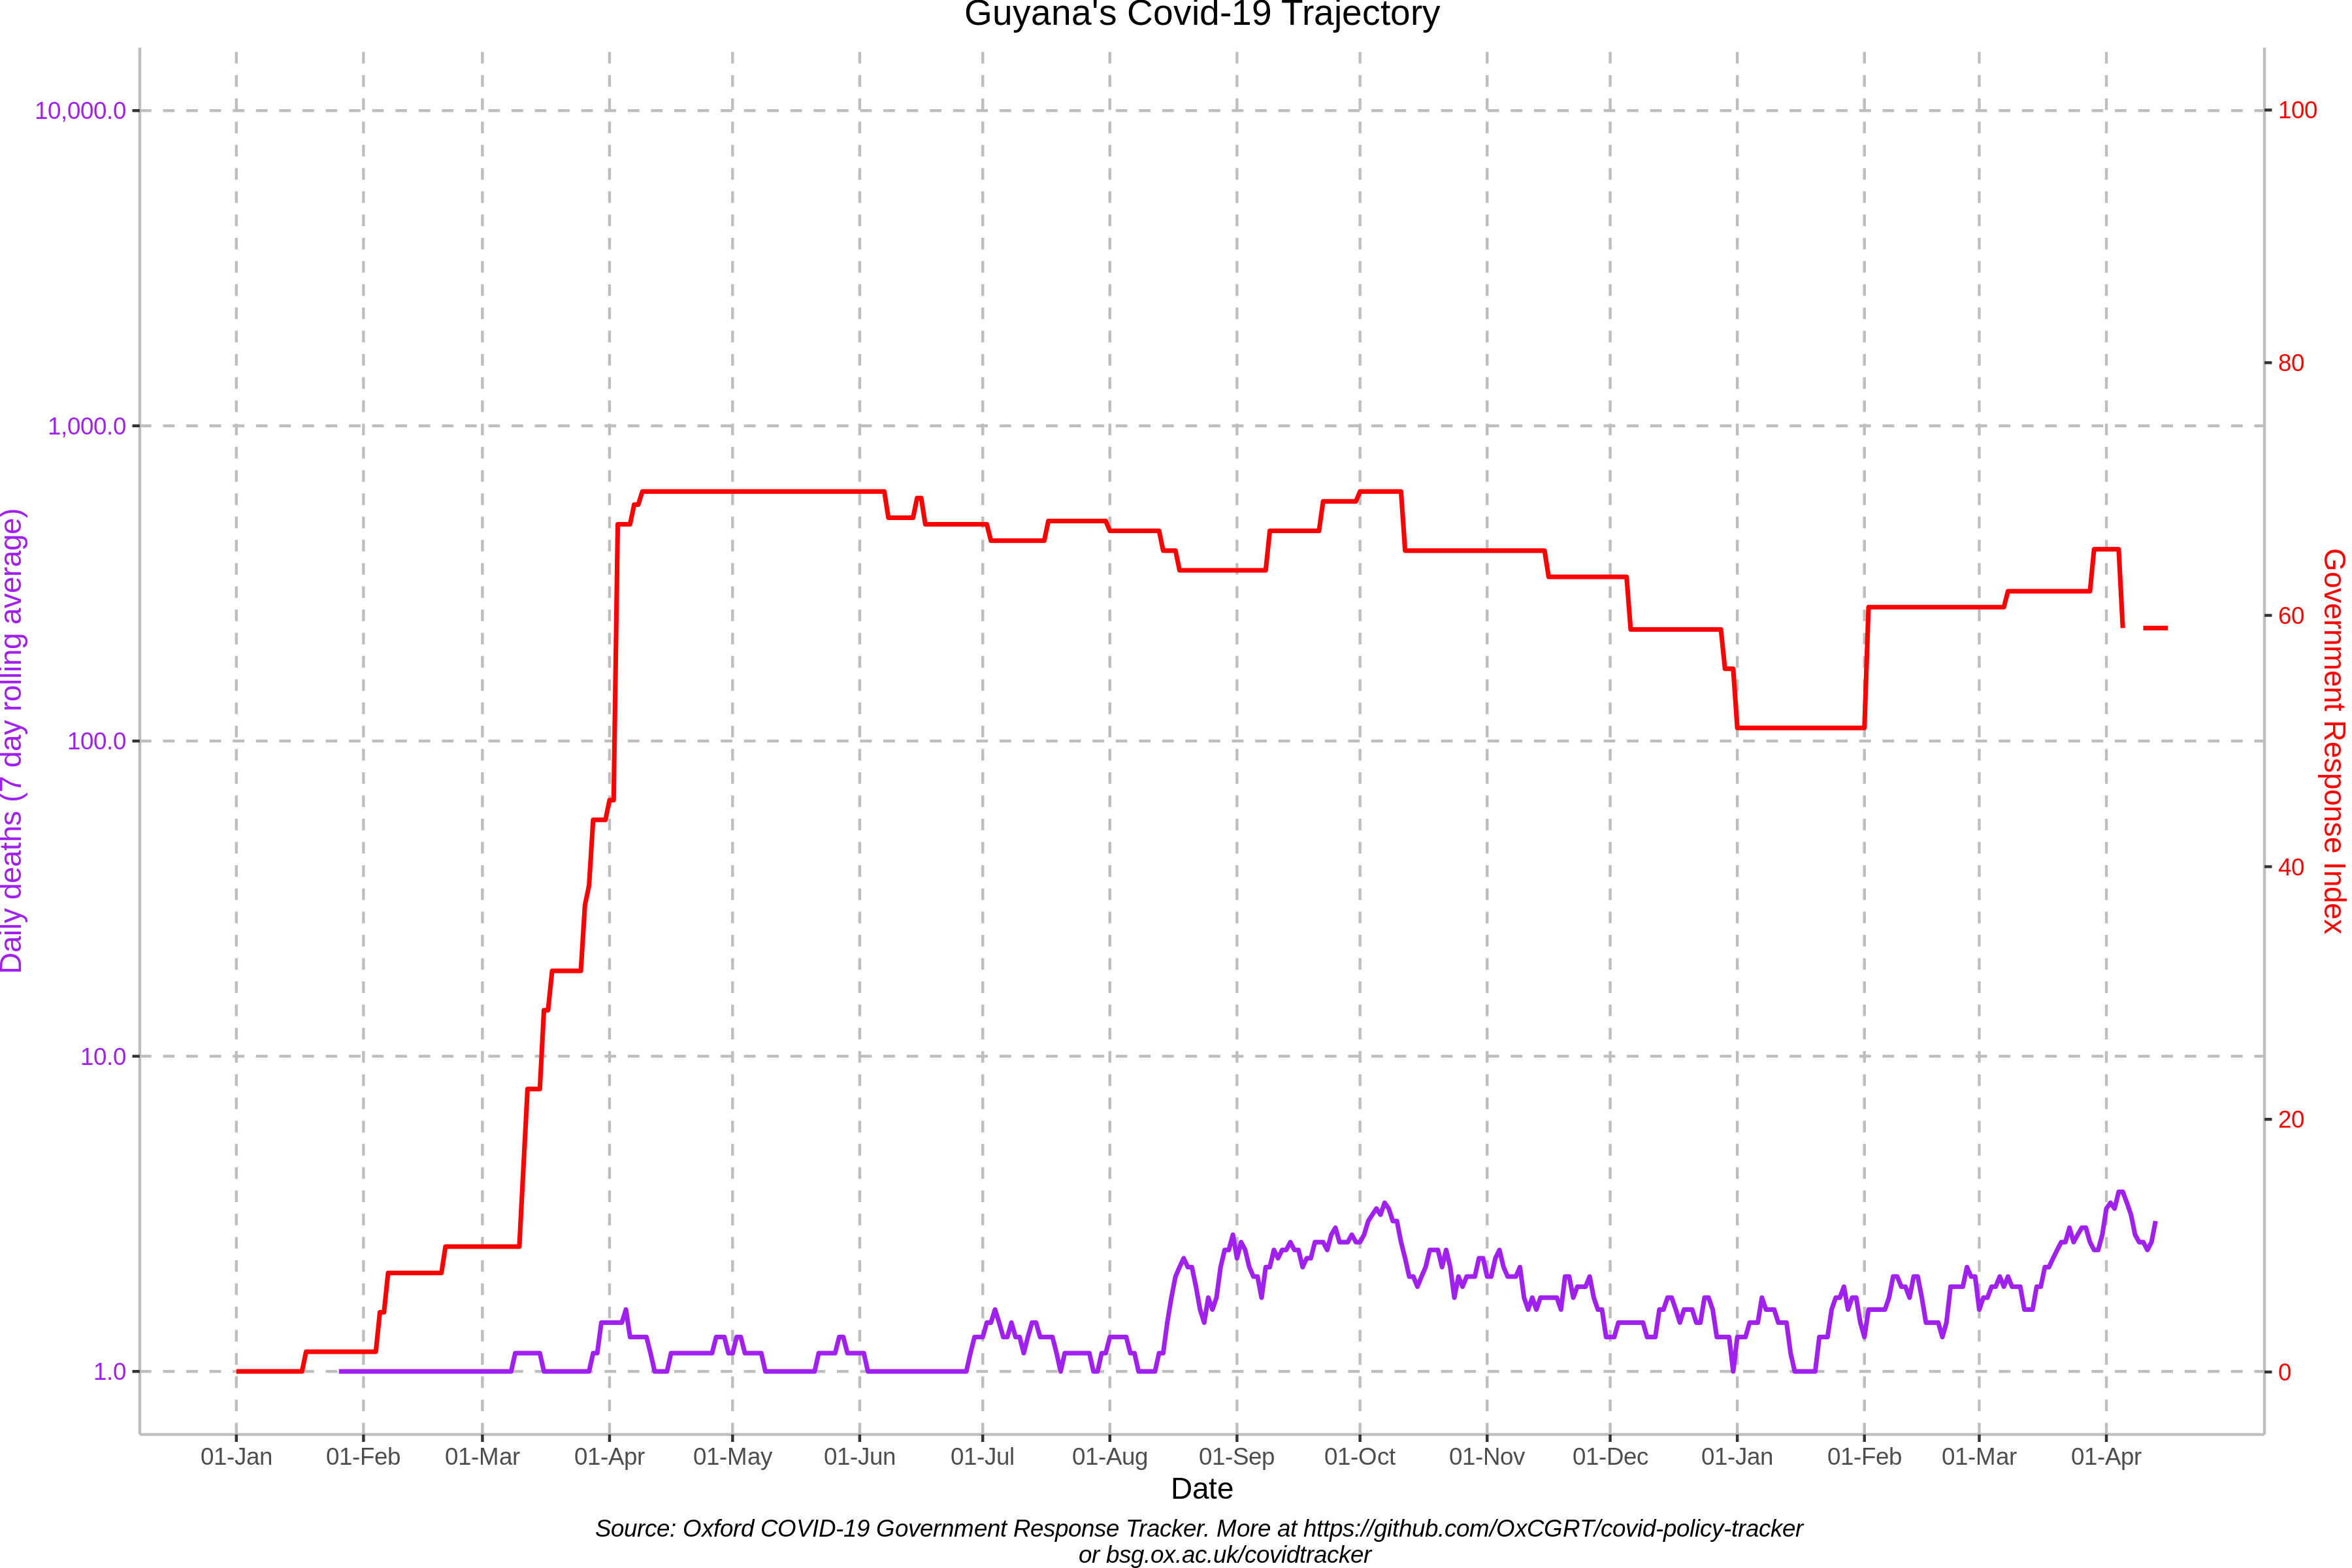 Guyana's Covid-19 Trajectory
10,000.0
1,000.0
100.0
10.0
1.0
Daily deaths (7 day rolling average)
100
80
60
40
20
0
Government Response Index
01-Jan 01-Feb 01-Mar 01-Apr 01-May 01-Jun 01-Jul 01-Aug 01-Sep 01-Oct 01-Nov 01-Dec 01-Jan 01-Feb 01-Mar 01-Apr
Date
Source: Oxford COVID-19 Government Response Tracker. More at https://github.com/OxCGRT/covid-policy-tracker
or bsg.ox.ac.uk/covidtracker